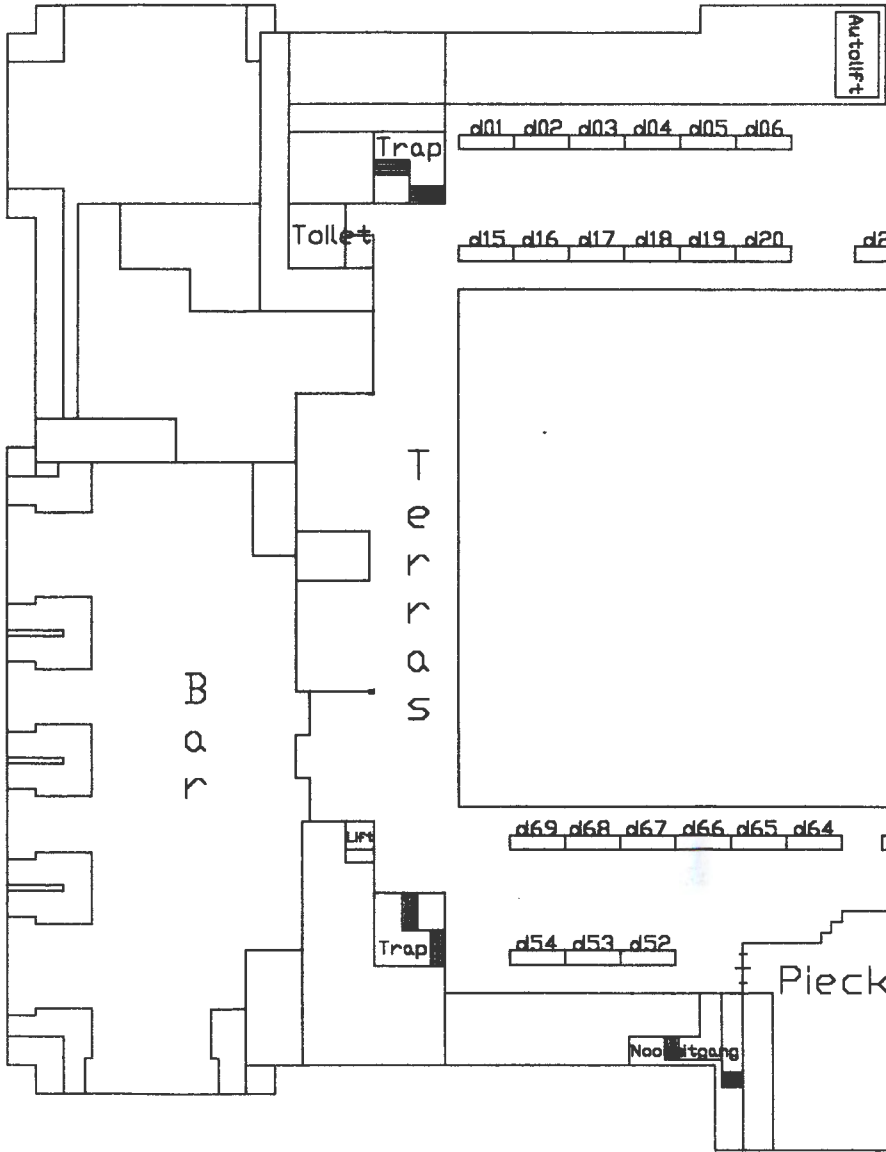 Autolift
d01 d02 d03 d04 d05 d06
Trap
Toilet
d15 d16 d17 d18 d19 d20
Terras
Bar
d69 d68 d67 d66 d65 d64
Lift
Trap
d54 d53 d52
Pieck